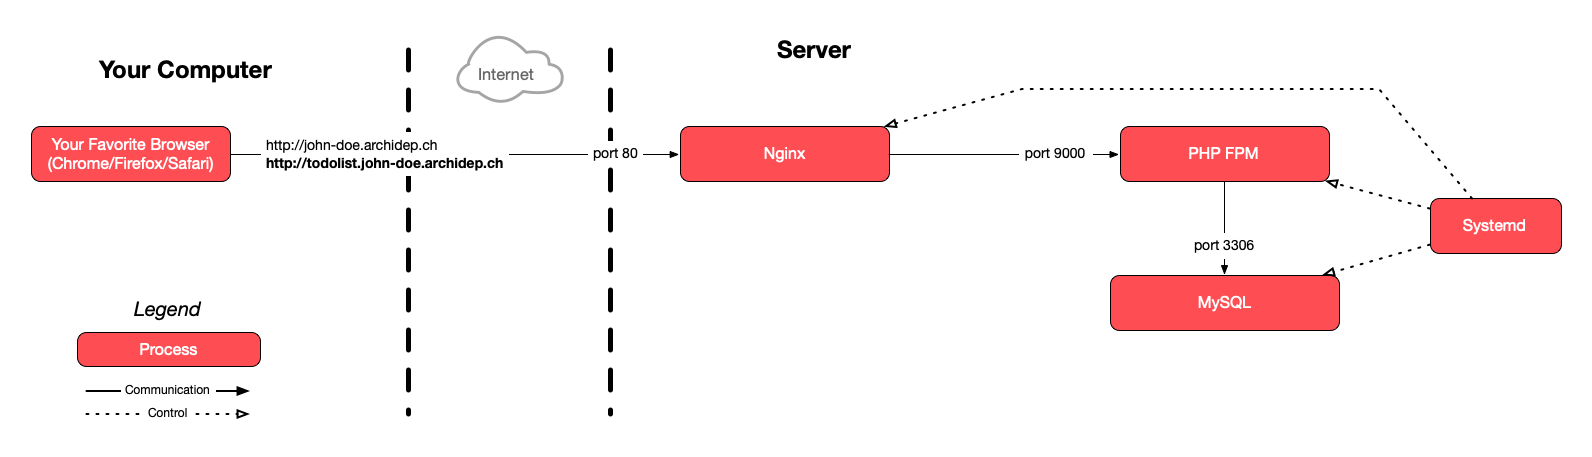 Your Computer
Internet
Server
Your Favorite Browser
(Chrome/Firefox/Safari)
http://john-doe.archidep.ch
http://todolist.john-doe.archidep.ch
port 80
Nginx
port 9000
PHP FPM
Systemd
port 3306
MySQL
Legend
Process
Communication
Control